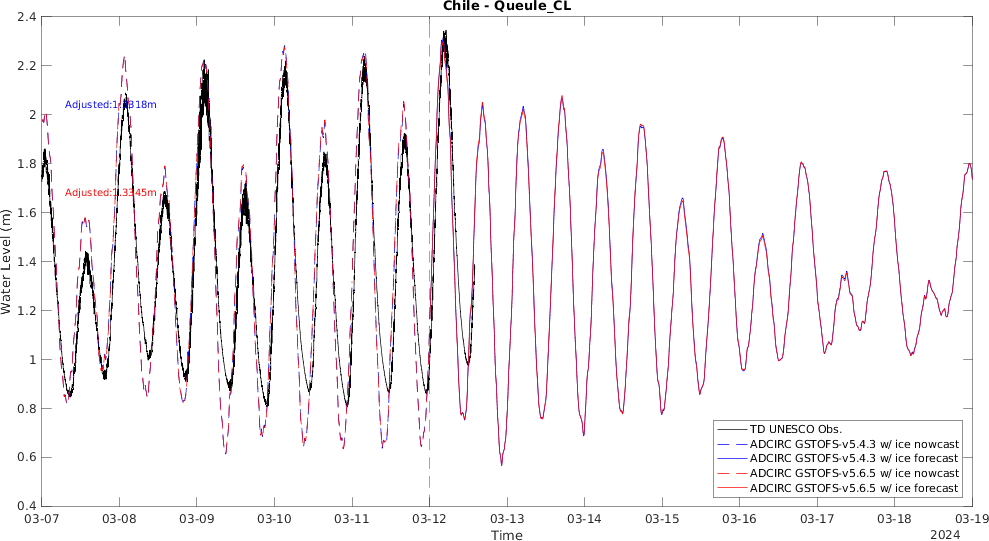 Chile - Queule_CL
2.4
2.2
2
1.8
1.6
1.4
1.2
1
0.8
0.6
0.4
Water Level (m)
Adjusted:1.3318m
Adjusted:1.3345m
TD UNESCO Obs.
ADCIRC GSTOFS-v5.4.3 w/ ice nowcast
ADCIRC GSTOFS-v5.4.3 w/ ice forecast
ADCIRC GSTOFS-v5.6.5 w/ ice nowcast
ADCIRC GSTOFS-v5.6.5 w/ ice forecast
03-07 03-08 03-09 03-10 03-11 03-12 03-13 03-14 03-15 03-16 03-17 03-18 03-19
Time
2024